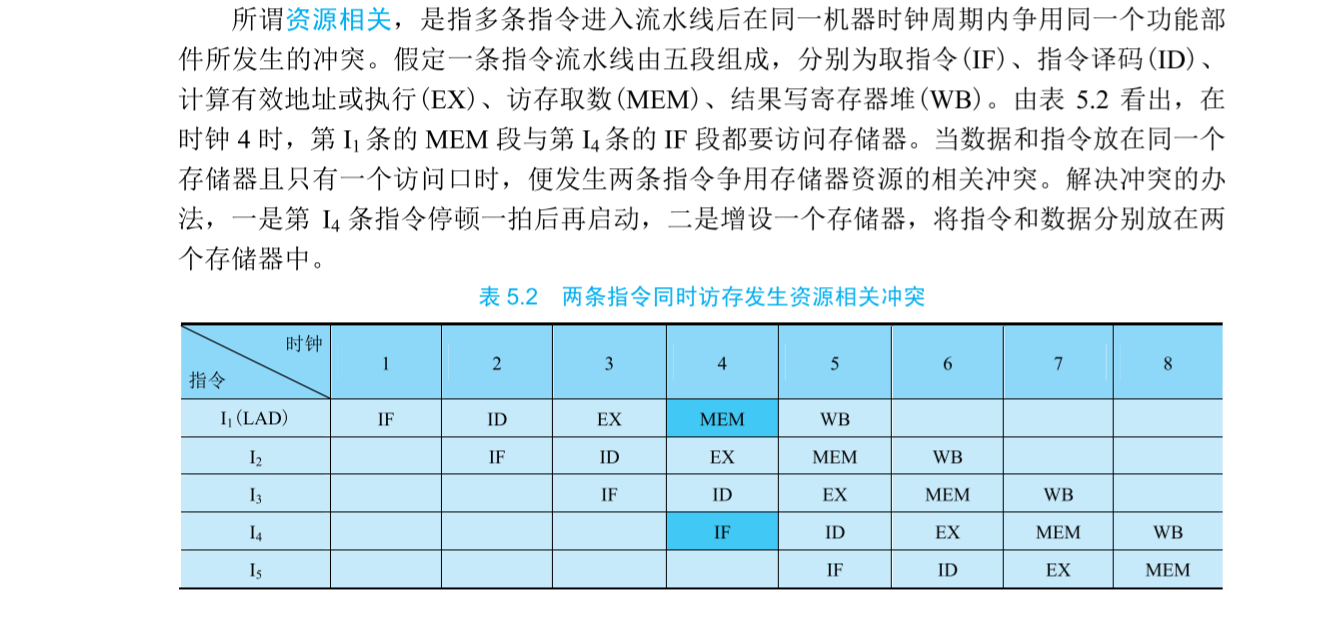 所谓资源相关，是指多条指令进入流水线后在同一机器时钟周期内争用同一个功能部
件所发生的冲突。假定一条指令流水线由五段组成，分别为取指令(IF)、指令译码(ID)、
计算有效地址或执行(EX)、访存取数(MEM)、结果写寄存器堆(WB)。由表 5.2 看出，在
时钟 4 时，第 I₁ 条的 MEM 段与第 I₄ 条的 IF 段都要访问存储器。当数据和指令放在同一个
存储器且只有一个访问口时，便发生两条指令争用存储器资源的相关冲突。解决冲突的办
法，一是第 I₄ 条指令停顿一拍后再启动，二是增设一个存储器，将指令和数据分别放在两
个存储器中。
表 5.2 两条指令同时访存发生资源相关冲突
时钟
指令 1 2 3 4 5 6 7 8
I₁(LAD) IF ID EX MEM WB
I₂ IF ID EX MEM WB
I₃ IF ID EX MEM WB
I₄ IF ID EX MEM WB
I₅ IF ID EX MEM